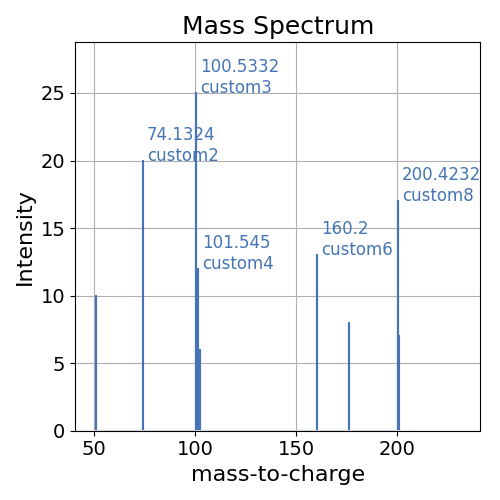 Mass Spectrum
100.5332
custom3
74.1324
custom2
200.4232
custom8
160.2
custom6
101.545
custom4
Intensity
25
20
15
10
5
0
50
100
150
200
mass-to-charge